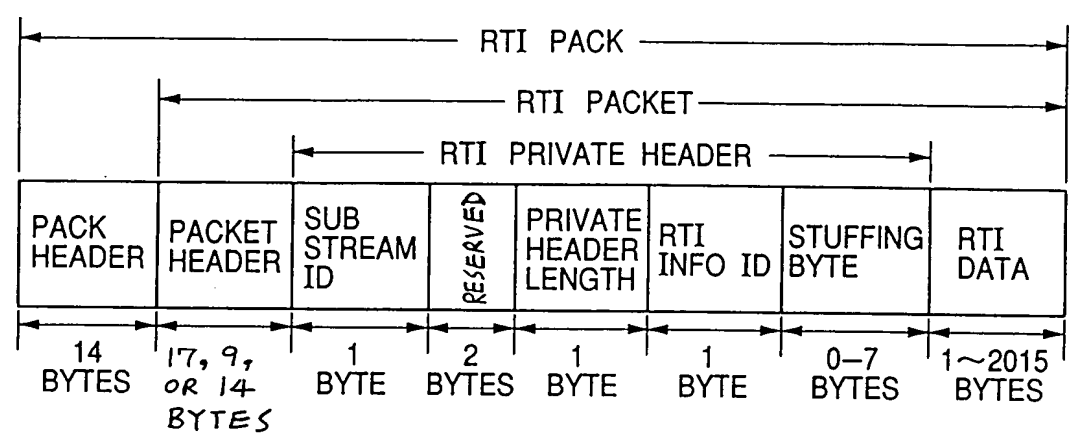 RTI PACK
RTI PACKET
RTI PRIVATE HEADER
PACK
HEADER
PACKET
HEADER
SUB
STREAM
ID
RESERVED
PRIVATE
HEADER
LENGTH
RTI
INFO ID
STUFFING
BYTE
RTI
DATA
14
BYTES
17, 9,
OR 14
BYTES
1
BYTE
2
BYTES
1
BYTE
1
BYTE
0–7
BYTES
1~2015
BYTES